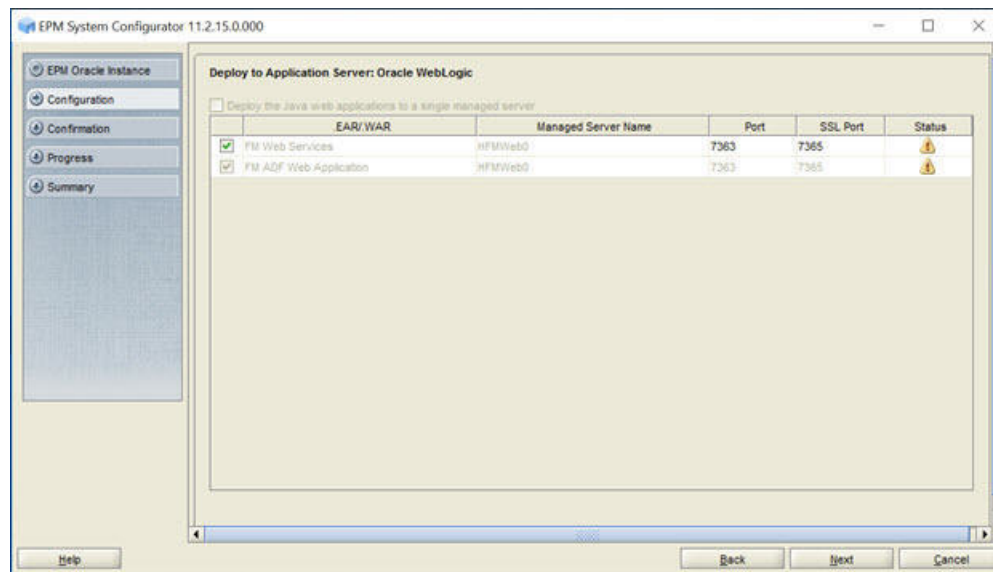 EPM System Configurator 11.2.15.0.000
EPM Oracle Instance
Configuration
Confirmation
Progress
Summary
Deploy to Application Server: Oracle WebLogic
Deploy the Java web applications to a single managed server
EAR/.WAR Managed Server Name Port SSL Port Status
FM Web Services HFMWeb0 7363 7365
FM ADF Web Application HFMWeb0 7363 7365
Help Back Next Cancel